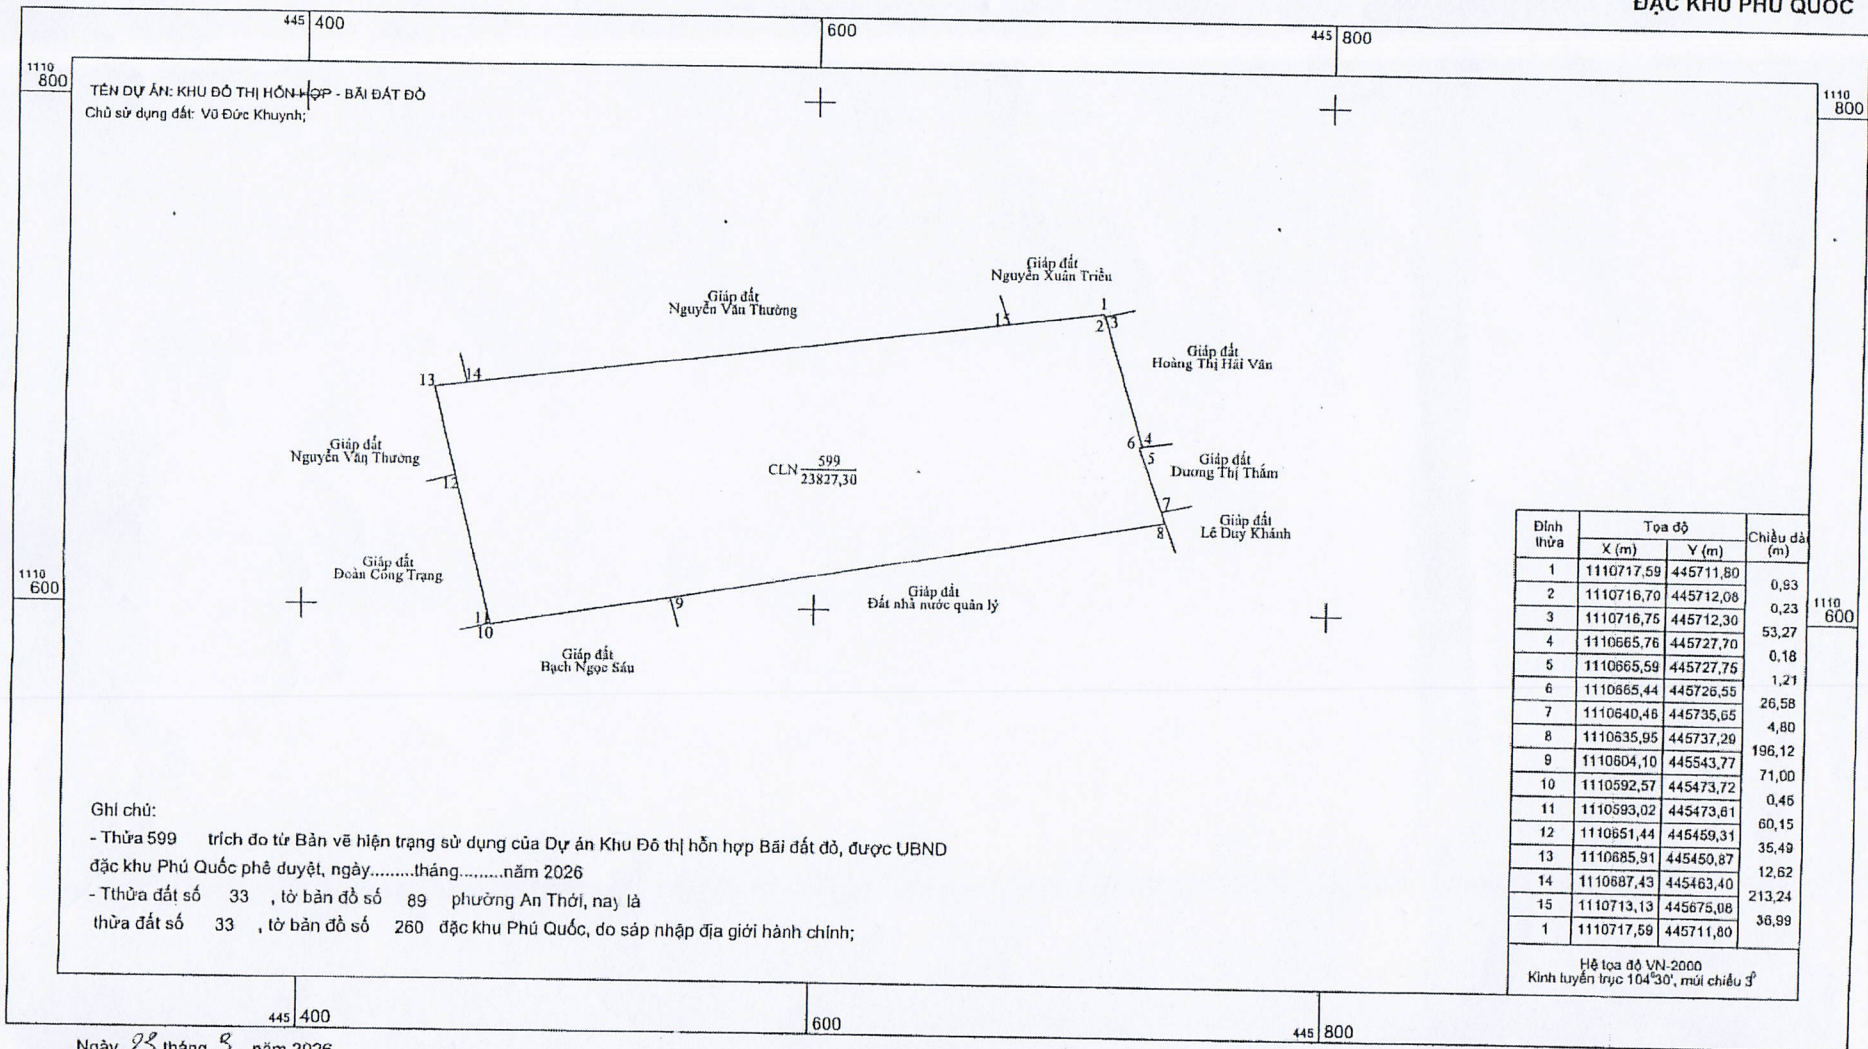 ĐẶC KHU PHÚ QUỐC
445 400
600
445 800
1110 800
1110 800
TÊN DỰ ÁN: KHU ĐÔ THỊ HỖN HỢP - BÃI ĐẤT ĐỎ
Chủ sử dụng đất: Vũ Đức Khuynh;
Giáp đất
Nguyễn Xuân Triều
Giáp đất
Nguyễn Văn Thường
1
15
2 3
Giáp đất
Hoàng Thị Hải Vân
13
14
Giáp đất
Nguyễn Văn Thường
6 4
5
Giáp đất
Dương Thị Thắm
CLN 599
23827,30
12
7
Giáp đất
Lê Duy Khánh
8
Giáp đất
Đoàn Công Trạng
1110 600
1110 600
9
Giáp đất
Đất nhà nước quản lý
11
10
Giáp đất
Bạch Ngọc Sáu
Đỉnh thửa Tọa độ Chiều dài (m)
X (m) Y (m)
1 1110717,59 445711,80
0,93
2 1110716,70 445712,08
0,23
3 1110716,75 445712,30
53,27
4 1110665,76 445727,70
0,18
5 1110665,59 445727,75
1,21
6 1110665,44 445726,55
26,58
7 1110640,46 445735,65
4,80
8 1110635,95 445737,29
196,12
9 1110604,10 445543,77
71,00
10 1110592,57 445473,72
0,46
11 1110593,02 445473,61
60,15
12 1110651,44 445459,31
35,49
13 1110685,91 445450,87
12,62
14 1110687,43 445463,40
213,24
15 1110713,13 445675,08
36,99
1 1110717,59 445711,80
Hệ tọa độ VN-2000
Kinh tuyến trục 104°30', múi chiếu 3°
Ghi chú:
- Thửa 599 trích đo từ Bản vẽ hiện trạng sử dụng của Dự án Khu Đô thị hỗn hợp Bãi đất đỏ, được UBND
đặc khu Phú Quốc phê duyệt, ngày.........tháng.........năm 2026
- Tthửa đất số 33 , tờ bản đồ số 89 phường An Thới, nay là
thửa đất số 33 , tờ bản đồ số 260 đặc khu Phú Quốc, do sáp nhập địa giới hành chính;
445 400
600
445 800
Ngày tháng năm 2026